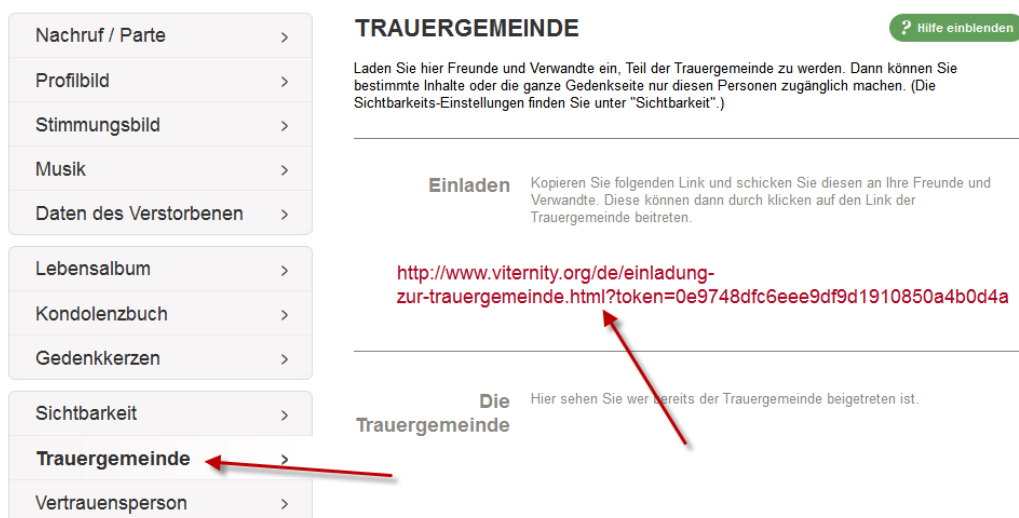 Nachruf / Parte
Profilbild
Stimmungsbild
Musik
Daten des Verstorbenen
Lebensalbum
Kondolenzbuch
Gedenkkerzen
Sichtbarkeit
Trauergemeinde
Vertrauensperson
TRAUERGEMEINDE
? Hilfe einblenden
Laden Sie hier Freunde und Verwandte ein, Teil der Trauergemeinde zu werden. Dann können Sie
bestimmte Inhalte oder die ganze Gedenkseite nur diesen Personen zugänglich machen. (Die
Sichtbarkeits-Einstellungen finden Sie unter "Sichtbarkeit".)
Einladen
Kopieren Sie folgenden Link und schicken Sie diesen an Ihre Freunde und
Verwandte. Diese können dann durch klicken auf den Link der
Trauergemeinde beitreten.
http://www.viternity.org/de/einladung-
zur-trauergemeinde.html?token=0e9748dfc6eee9df9d1910850a4b0d4a
Die
Trauergemeinde
Hier sehen Sie wer bereits der Trauergemeinde beigetreten ist.